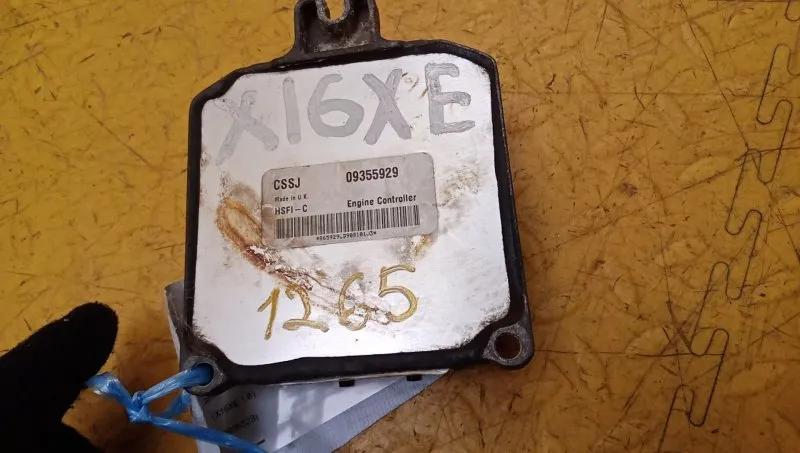 X16XE
CSSJ 09355929
Made in U.K.
HSFI-C Engine Controller
1265